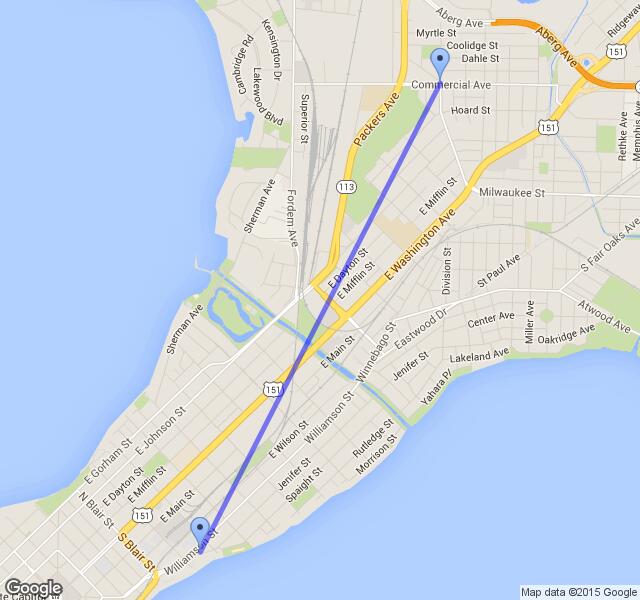 Aberg Ave
Ridgeway
Myrtle St
Aberg Ave
Coolidge St
151
Dahle St
Kensington Dr
Cambridge Rd
Lakewood Blvd
Commercial Ave
Superior St
Packers Ave
Hoard St
Rethke Ave
Memphis Ave
151
Sherman Ave
113
E Mifflin St
Milwaukee St
Fordem Ave
E Washington Ave
S Fair Oaks Ave
E Dayton St
E Mifflin St
Division St
St Paul Ave
Atwood Ave
Sherman Ave
Eastwood Dr
Center Ave
Miller Ave
Oakridge Ave
E Main St
Winnebago St
Jenifer St
Lakeland Ave
Yahara Pl
151
E Johnson St
E Gorham St
E Wilson St
Williamson St
Rutledge St
Morrison St
E Dayton St
E Mifflin St
N Blair St
E Main St
Jenifer St
Spaight St
151
S Blair St
Williamson St
Google
Capitol
Map data ©2015 Google